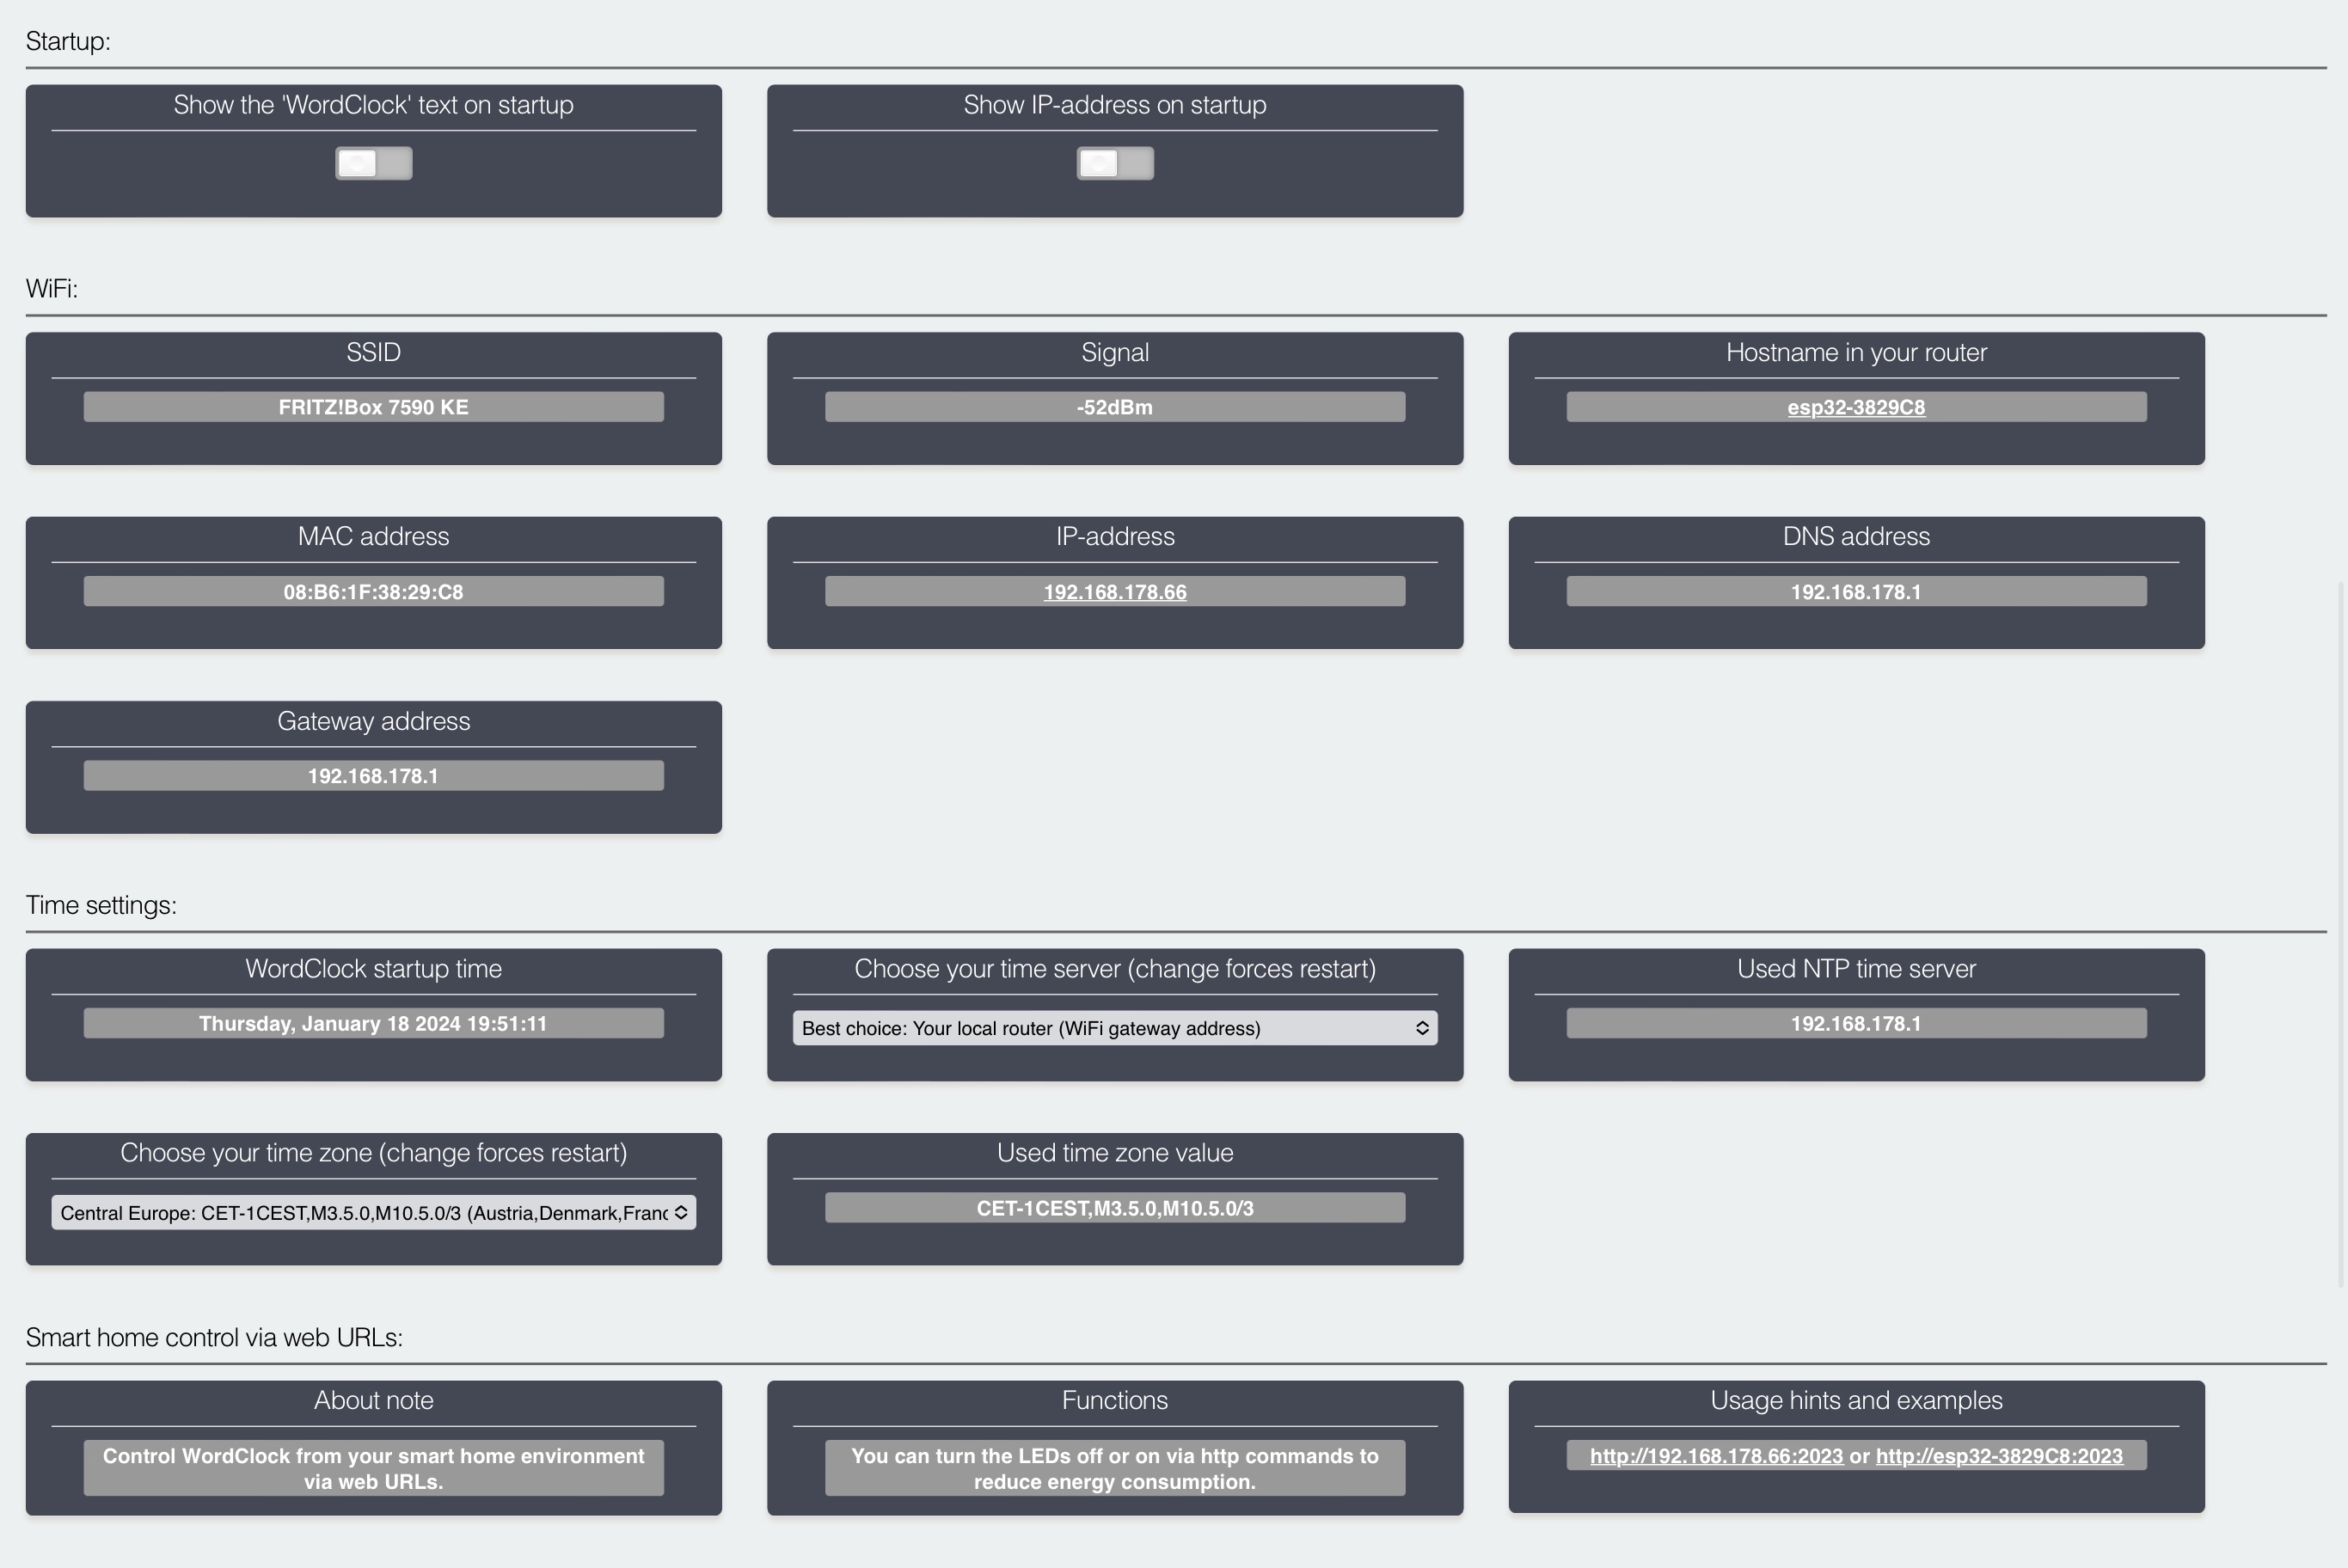 Startup:
Show the 'WordClock' text on startup
Show IP-address on startup
WiFi:
SSID
FRITZ!Box 7590 KE
Signal
-52dBm
Hostname in your router
esp32-3829C8
MAC address
08:B6:1F:38:29:C8
IP-address
192.168.178.66
DNS address
192.168.178.1
Gateway address
192.168.178.1
Time settings:
WordClock startup time
Thursday, January 18 2024 19:51:11
Choose your time server (change forces restart)
Best choice: Your local router (WiFi gateway address)
Used NTP time server
192.168.178.1
Choose your time zone (change forces restart)
Central Europe: CET-1CEST,M3.5.0,M10.5.0/3 (Austria,Denmark,Franc
Used time zone value
CET-1CEST,M3.5.0,M10.5.0/3
Smart home control via web URLs:
About note
Control WordClock from your smart home environment
via web URLs.
Functions
You can turn the LEDs off or on via http commands to
reduce energy consumption.
Usage hints and examples
http://192.168.178.66:2023 or http://esp32-3829C8:2023